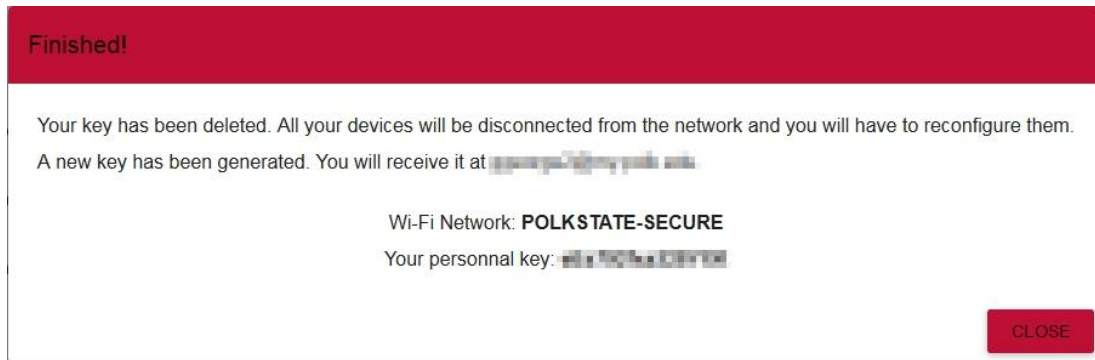 Finished!
Your key has been deleted. All your devices will be disconnected from the network and you will have to reconfigure them.
A new key has been generated. You will receive it at
Wi-Fi Network: POLKSTATE-SECURE
Your personnal key:
CLOSE